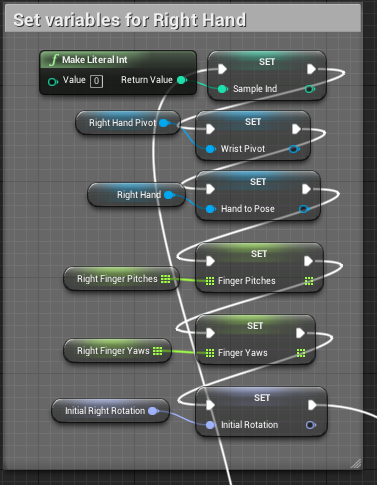 Set variables for Right Hand
f Make Literal Int
Value 0 Return Value
SET
Sample Ind
Right Hand Pivot
SET
Wrist Pivot
Right Hand
SET
Hand to Pose
SET
Right Finger Pitches
Finger Pitches
SET
Right Finger Yaws
Finger Yaws
SET
Initial Right Rotation
Initial Rotation